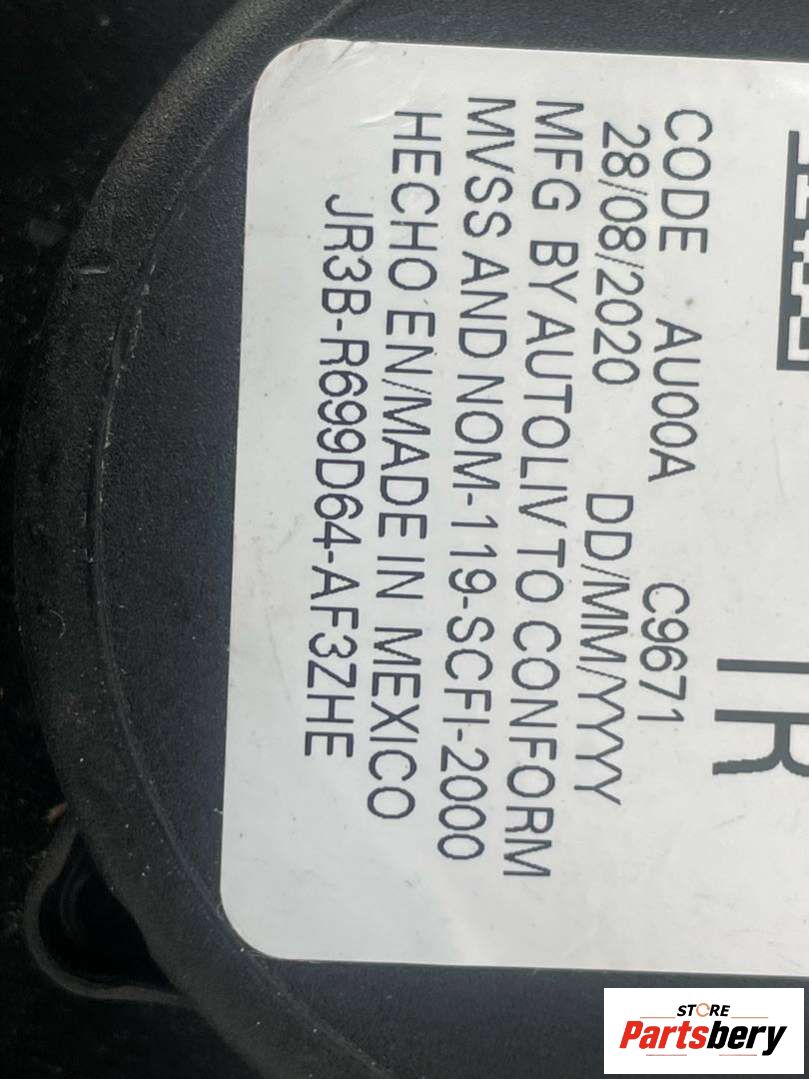 TR
CODE AU00A C9671
28/08/2020 DD/MM/YYYY
MFG BY AUTOLIV TO CONFORM
MVSS AND NOM-119-SCFI-2000
HECHO EN/MADE IN MEXICO
JR3B-R699D64-AF3ZHE
STORE
Partsbery